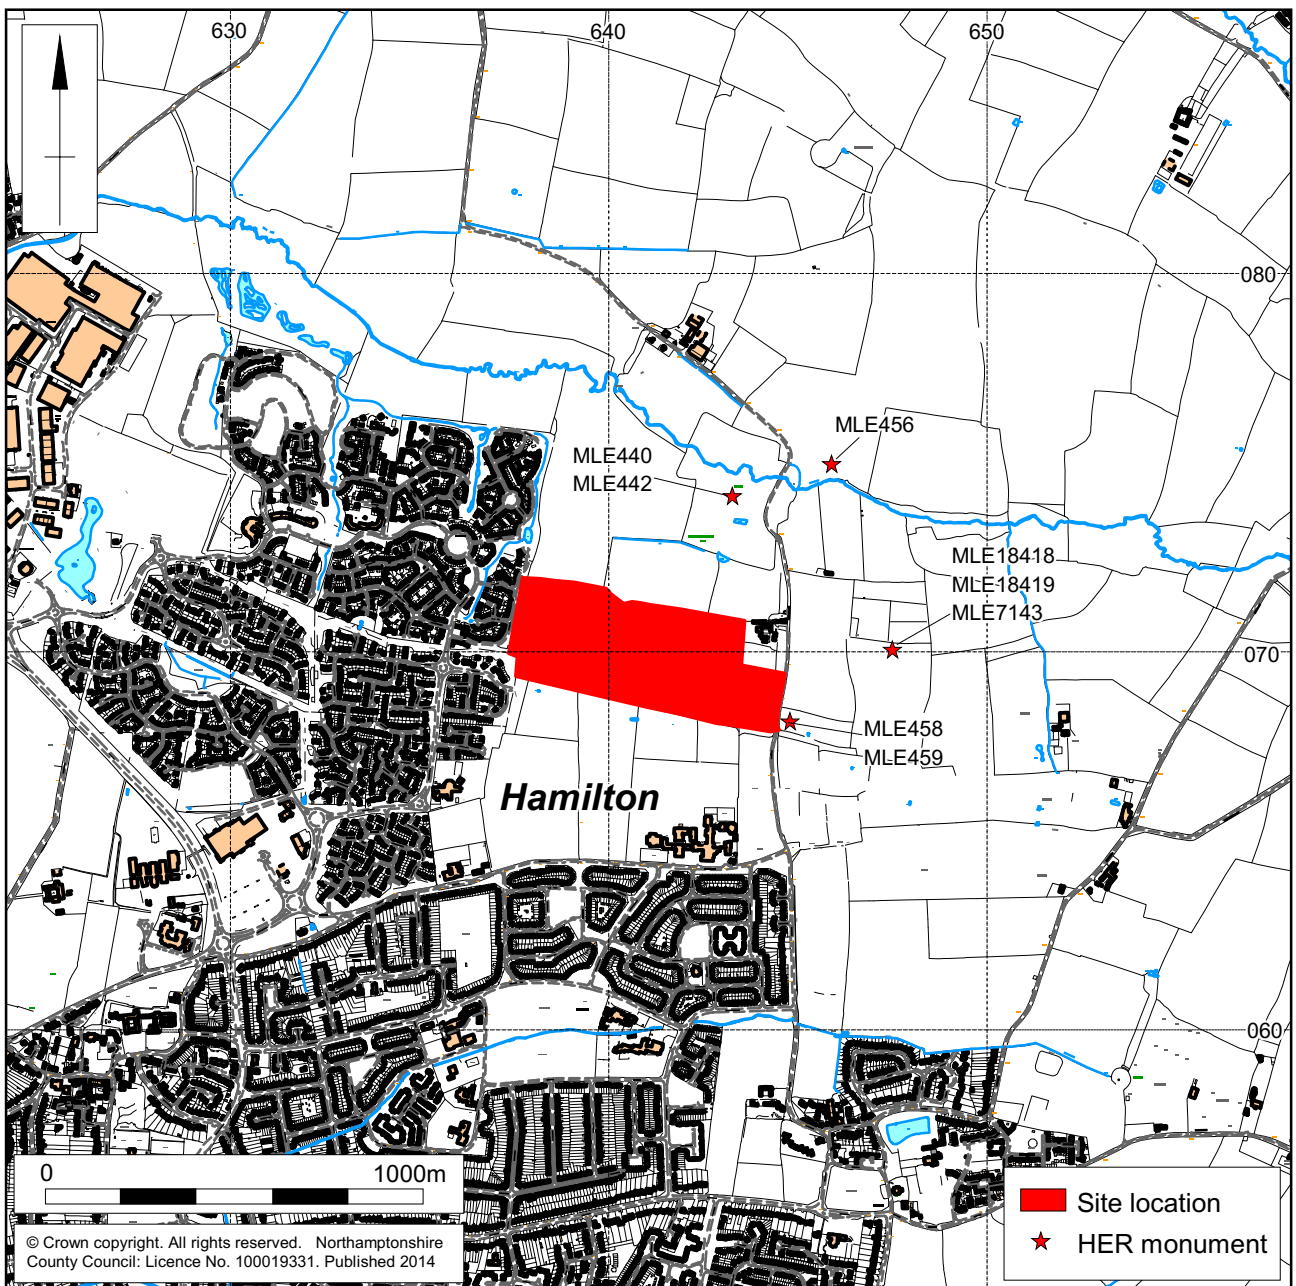 630
640
650
080
MLE456
MLE440
MLE442
MLE18418
MLE18419
MLE7143
070
MLE458
MLE459
Hamilton
060
0 1000m
Site location
HER monument
© Crown copyright. All rights reserved. Northamptonshire
County Council: Licence No. 100019331. Published 2014